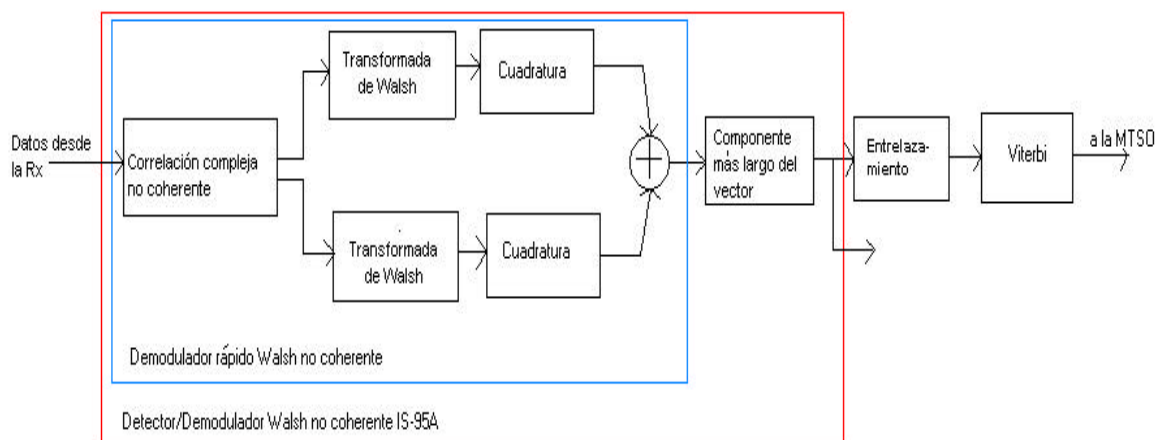 Datos desde
la Rx
Correlación compleja
no coherente
Transformada
de Walsh
Cuadratura
Transformada
de Walsh
Cuadratura
+
Componente
más largo del
vector
Entrelaza-
miento
Viterbi
a la MTSO
Demodulador rápido Walsh no coherente
Detector/Demodulador Walsh no coherente IS-95A